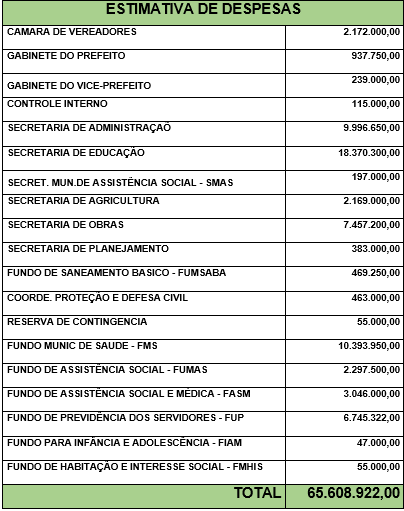 ESTIMATIVA DE DESPESAS
CAMARA DE VEREADORES 2.172.000,00
GABINETE DO PREFEITO 937.750,00
GABINETE DO VICE-PREFEITO 239.000,00
CONTROLE INTERNO 115.000,00
SECRETARIA DE ADMINISTRAÇAÕ 9.996.650,00
SECRETARIA DE EDUCAÇÃO 18.370.300,00
SECRET. MUN.DE ASSISTÊNCIA SOCIAL - SMAS 197.000,00
SECRETARIA DE AGRICULTURA 2.169.000,00
SECRETARIA DE OBRAS 7.457.200,00
SECRETARIA DE PLANEJAMENTO 383.000,00
FUNDO DE SANEAMENTO BASICO - FUMSABA 469.250,00
COORDE. PROTEÇÃO E DEFESA CIVIL 463.000,00
RESERVA DE CONTINGENCIA 55.000,00
FUNDO MUNIC DE SAUDE - FMS 10.393.950,00
FUNDO DE ASSISTÊNCIA SOCIAL - FUMAS 2.297.500,00
FUNDO DE ASSISTÊNCIA SOCIAL E MÉDICA - FASM 3.046.000,00
FUNDO DE PREVIDÊNCIA DOS SERVIDORES - FUP 6.745.322,00
FUNDO PARA INFÂNCIA E ADOLESCÊNCIA - FIAM 47.000,00
FUNDO DE HABITAÇÃO E INTERESSE SOCIAL - FMHIS 55.000,00
TOTAL 65.608.922,00